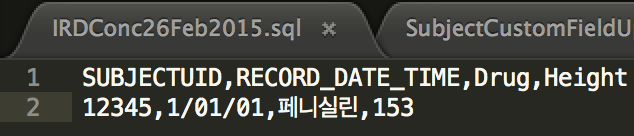 IRDConc26Feb2015.sql × SubjectCustomFieldU
1 SUBJECTUID,RECORD_DATE_TIME,Drug,Height
2 12345,1/01/01,페니실린,153